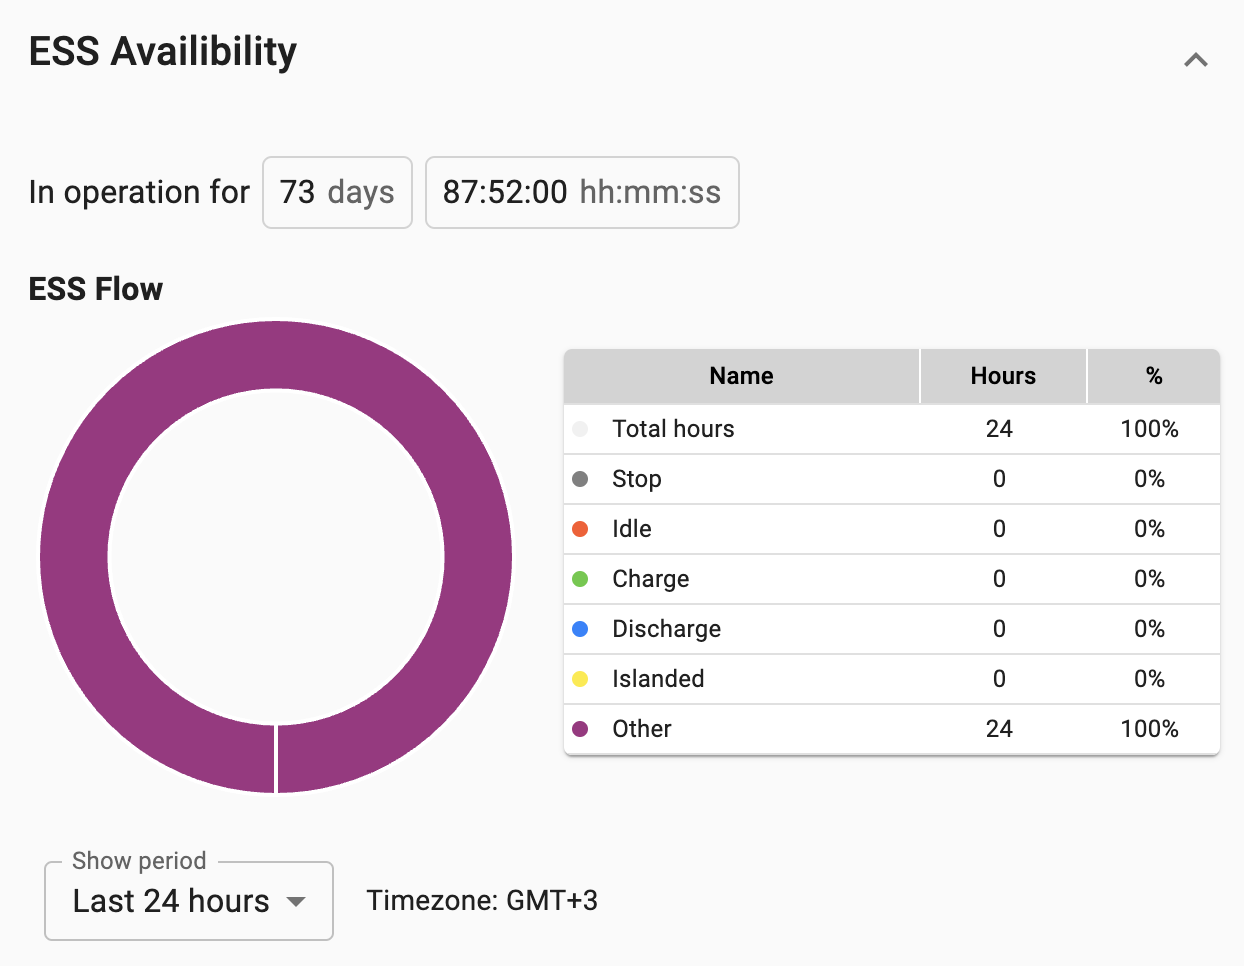 ESS Availibility
In operation for 73 days 87:52:00 hh:mm:ss
ESS Flow
Name Hours %
Total hours 24 100%
Stop 0 0%
Idle 0 0%
Charge 0 0%
Discharge 0 0%
Islanded 0 0%
Other 24 100%
Show period
Last 24 hours Timezone: GMT+3